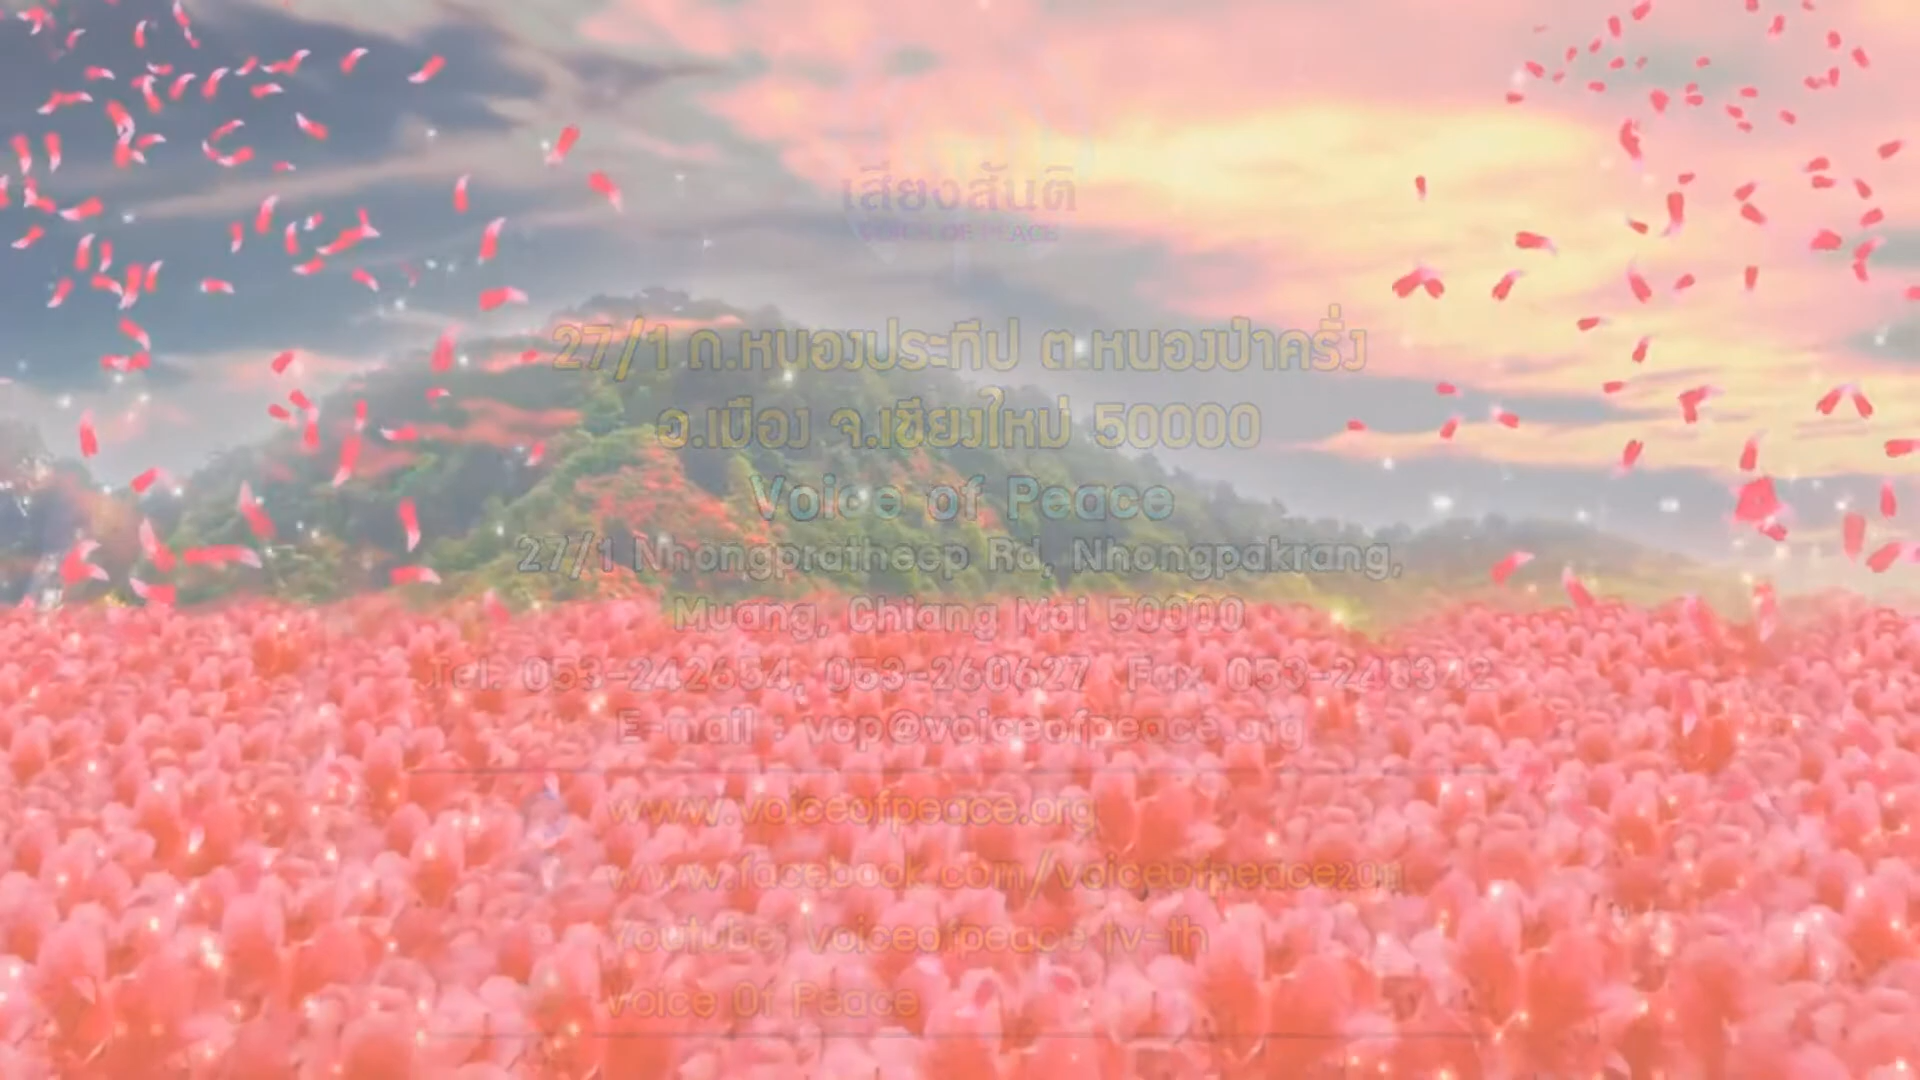 เสียงสันติ
VOICE OF PEACE
27/1 ถ.หนองประทีป ต.หนองป่าครั่ง
อ.เมือง จ.เชียงใหม่ 50000
Voice of Peace
27/1 Nhongpratheep Rd, Nhongpakrang,
Muang, Chiang Mai 50000
Tel. 053-242654, 053-260627 Fax 053-248342
E-mail : vop@voiceofpeace.org
www.voiceofpeace.org
www.facebook.com/voiceofpeace2011
Youtube: voiceofpeace tv-th
voice Of Peace